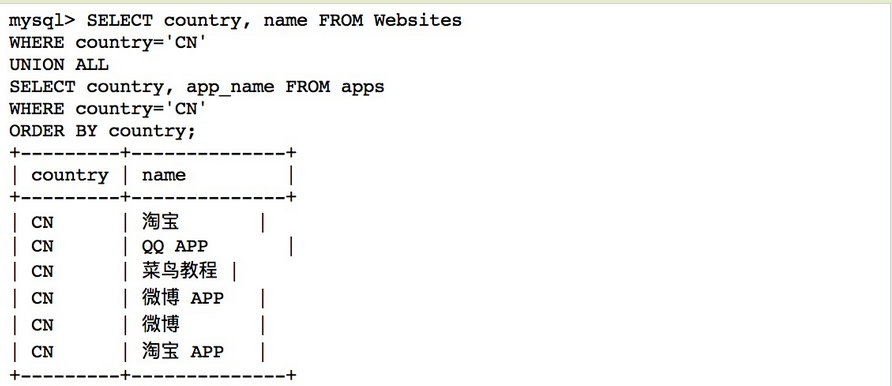 mysql> SELECT country, name FROM Websites
WHERE country='CN'
UNION ALL
SELECT country, app_name FROM apps
WHERE country='CN'
ORDER BY country;
+---------+--------------+
| country | name         |
+---------+--------------+
| CN      | 淘宝       |
| CN      | QQ APP       |
| CN      | 菜鸟教程 |
| CN      | 微博 APP   |
| CN      | 微博       |
| CN      | 淘宝 APP   |
+---------+--------------+